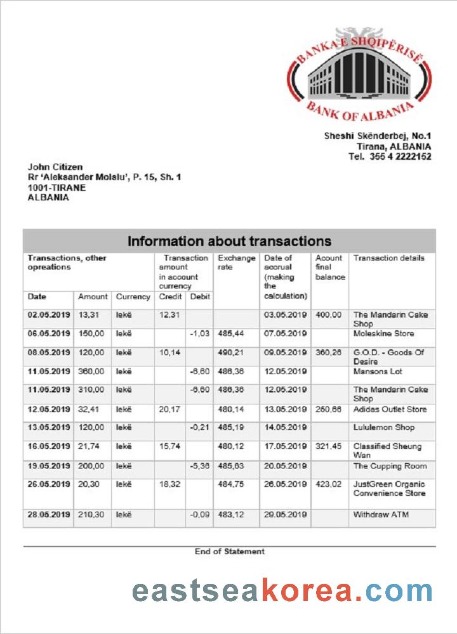 BANKA E SHQIPËRISË
BANK OF ALBANIA
Sheshi Skënderbej, No.1
Tirana, ALBANIA
Tel. 355 4 2222152
John Citizen
Rr 'Aleksander Moisiu', P. 15, Sh. 1
1001-TIRANE
ALBANIA
Information about transactions
Transactions, other opreations Transaction amount in account currency Exchange rate Date of accrual (making the calculation) Acount final balance Transaction details
Date Amount Currency Credit Debit
02.05.2019 13,31 lekë 12,31 03.05.2019 400,00 The Mandarin Cake Shop
06.05.2019 150,00 lekë -1,03 485,44 07.05.2019 Moleskine Store
08.05.2019 120,00 lekë 10,14 490,21 09.05.2019 360,26 G.O.D. - Goods Of Desire
11.05.2019 360,00 lekë -6,60 486,36 12.05.2019 Mansons Lot
11.05.2019 310,00 lekë -6,60 486,36 12.05.2019 The Mandarin Cake Shop
12.05.2019 32,41 lekë 20,17 480,14 13.05.2019 260,66 Adidas Outlet Store
13.05.2019 120,00 lekë -0,21 485,19 14.05.2019 Lululemon Shop
16.05.2019 21,74 lekë 15,74 480,12 17.05.2019 321,45 Classified Sheung Wan
19.05.2019 200,00 lekë -5,36 485,63 20.05.2019 The Cupping Room
26.05.2019 20,30 lekë 18,32 484,75 26.05.2019 423,02 JustGreen Organic Convenience Store
28.05.2019 210,30 lekë -0,09 483,12 29.05.2019 Withdraw ATM
End of Statement
eastseakorea.com